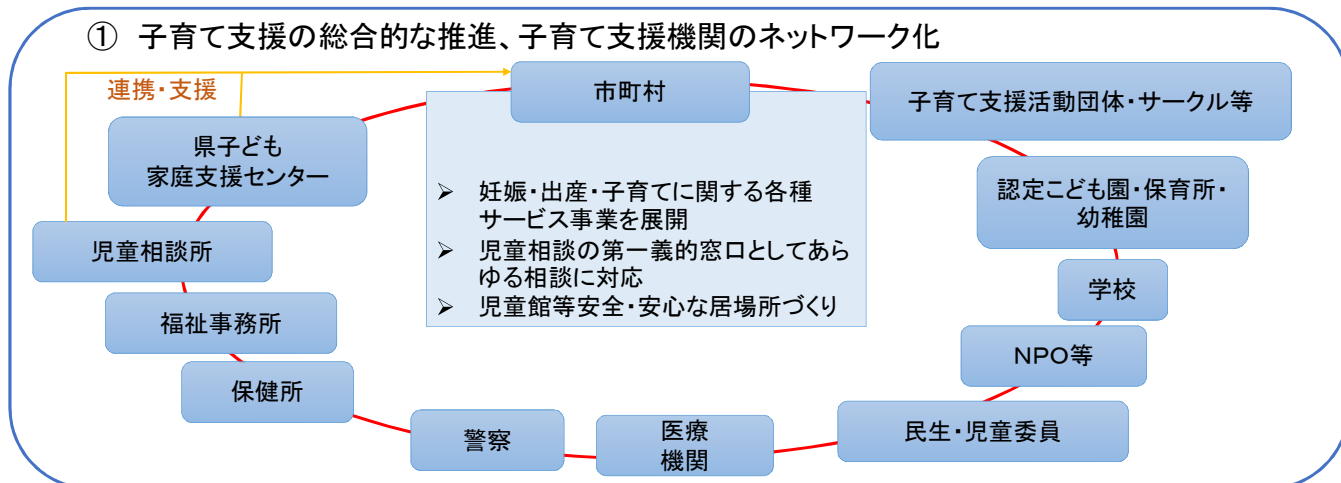 ① 子育て支援の総合的な推進、子育て支援機関のネットワーク化
連携・支援
市町村
子育て支援活動団体・サークル等
県子ども
家庭支援センター
➢ 妊娠・出産・子育てに関する各種
サービス事業を展開
➢ 児童相談の第一義的窓口としてあら
ゆる相談に対応
➢ 児童館等安全・安心な居場所づくり
認定こども園・保育所・
幼稚園
児童相談所
学校
福祉事務所
NPO等
保健所
民生・児童委員
警察
医療
機関